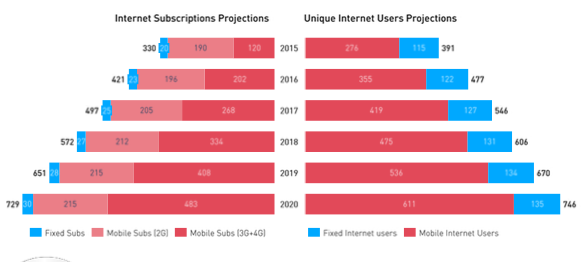 Internet Subscriptions Projections Unique Internet Users Projections
330 20 190 120 2015 276 115 391
421 23 196 202 2016 355 122 477
497 25 205 268 2017 419 127 546
572 27 212 334 2018 475 131 606
651 28 215 408 2019 536 134 670
729 30 215 483 2020 611 135 746
Fixed Subs Mobile Subs (2G) Mobile Subs (3G+4G) Fixed Internet users Mobile Internet Users